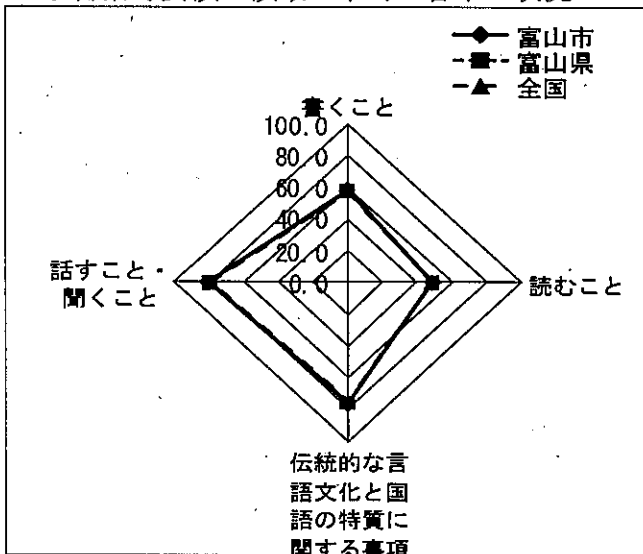 富山市
富山県
全国
書くこと
100.0
80.0
60.0
40.0
20.0
0.0
話すこと・
聞くこと
読むこと
伝統的な言
語文化と国
語の特質に
関する事項